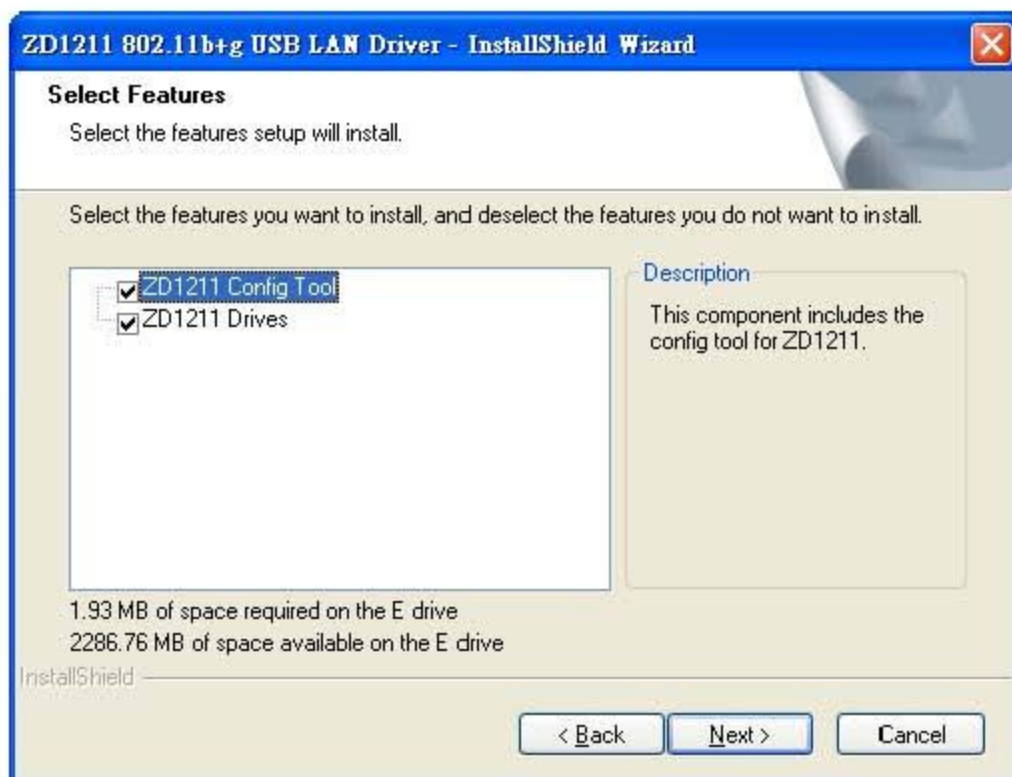 ZD1211 802.11b+g USB LAN Driver - InstallShield Wizard
Select Features
Select the features setup will install.
Select the features you want to install, and deselect the features you do not want to install.
ZD1211 Config Tool
ZD1211 Drives
Description
This component includes the
config tool for ZD1211.
1.93 MB of space required on the E drive
2286.76 MB of space available on the E drive
InstallShield
< Back
Next >
Cancel